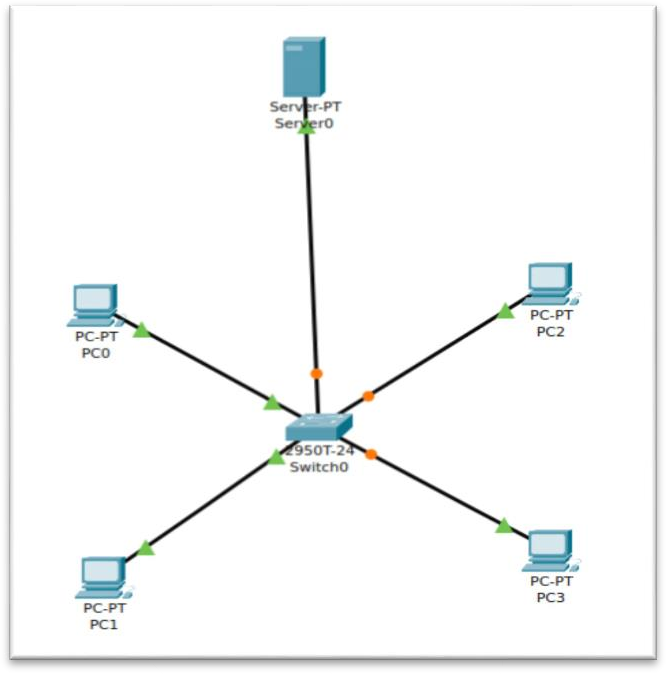 Server-PT
Server0
PC-PT
PC0
PC-PT
PC2
2950T-24
Switch0
PC-PT
PC1
PC-PT
PC3